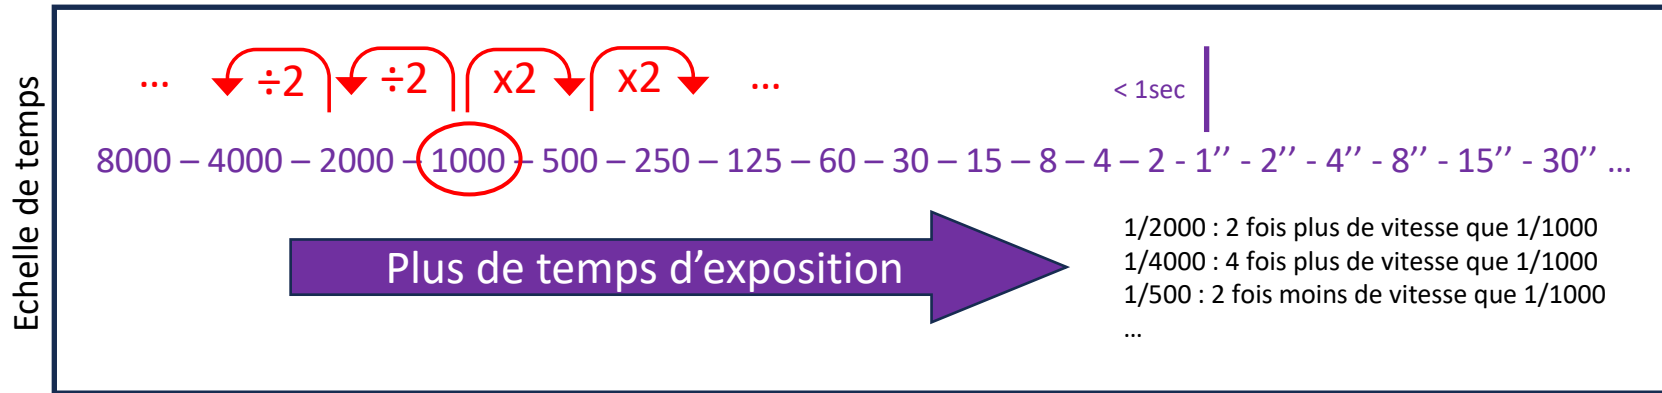 Echelle de temps
... ÷2 ÷2 x2 x2 ...
< 1sec
8000 – 4000 – 2000 – 1000 – 500 – 250 – 125 – 60 – 30 – 15 – 8 – 4 – 2 - 1’’ - 2’’ - 4’’ - 8’’ - 15’’ - 30’’ ...
Plus de temps d’exposition
1/2000 : 2 fois plus de vitesse que 1/1000
1/4000 : 4 fois plus de vitesse que 1/1000
1/500 : 2 fois moins de vitesse que 1/1000
...